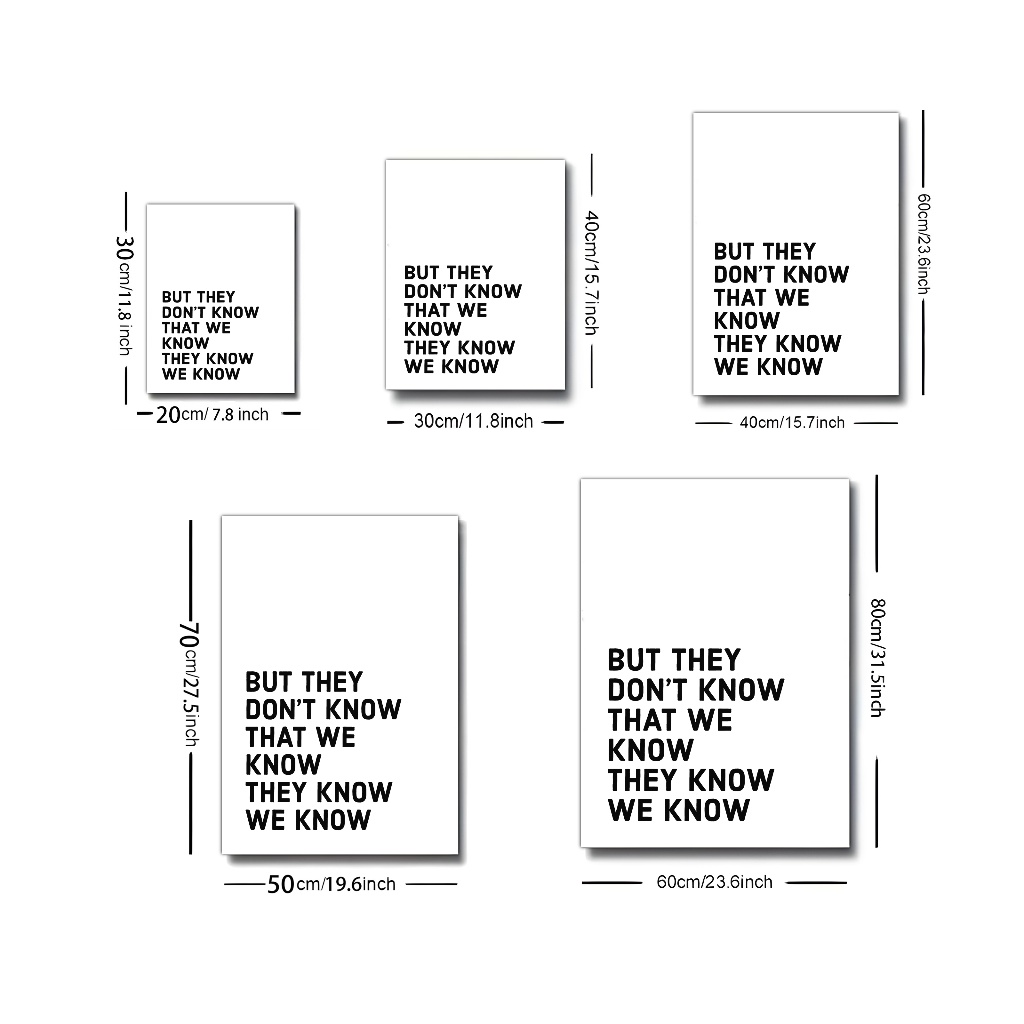 BUT THEY
DON'T KNOW
THAT WE
KNOW
THEY KNOW
WE KNOW
30cm/11.8 inch
20cm/ 7.8 inch
BUT THEY
DON'T KNOW
THAT WE
KNOW
THEY KNOW
WE KNOW
40cm/15.7inch
30cm/11.8inch
BUT THEY
DON'T KNOW
THAT WE
KNOW
THEY KNOW
WE KNOW
60cm/23.6inch
40cm/15.7inch
BUT THEY
DON'T KNOW
THAT WE
KNOW
THEY KNOW
WE KNOW
70cm/27.5inch
50cm/19.6inch
BUT THEY
DON'T KNOW
THAT WE
KNOW
THEY KNOW
WE KNOW
80cm/31.5inch
60cm/23.6inch